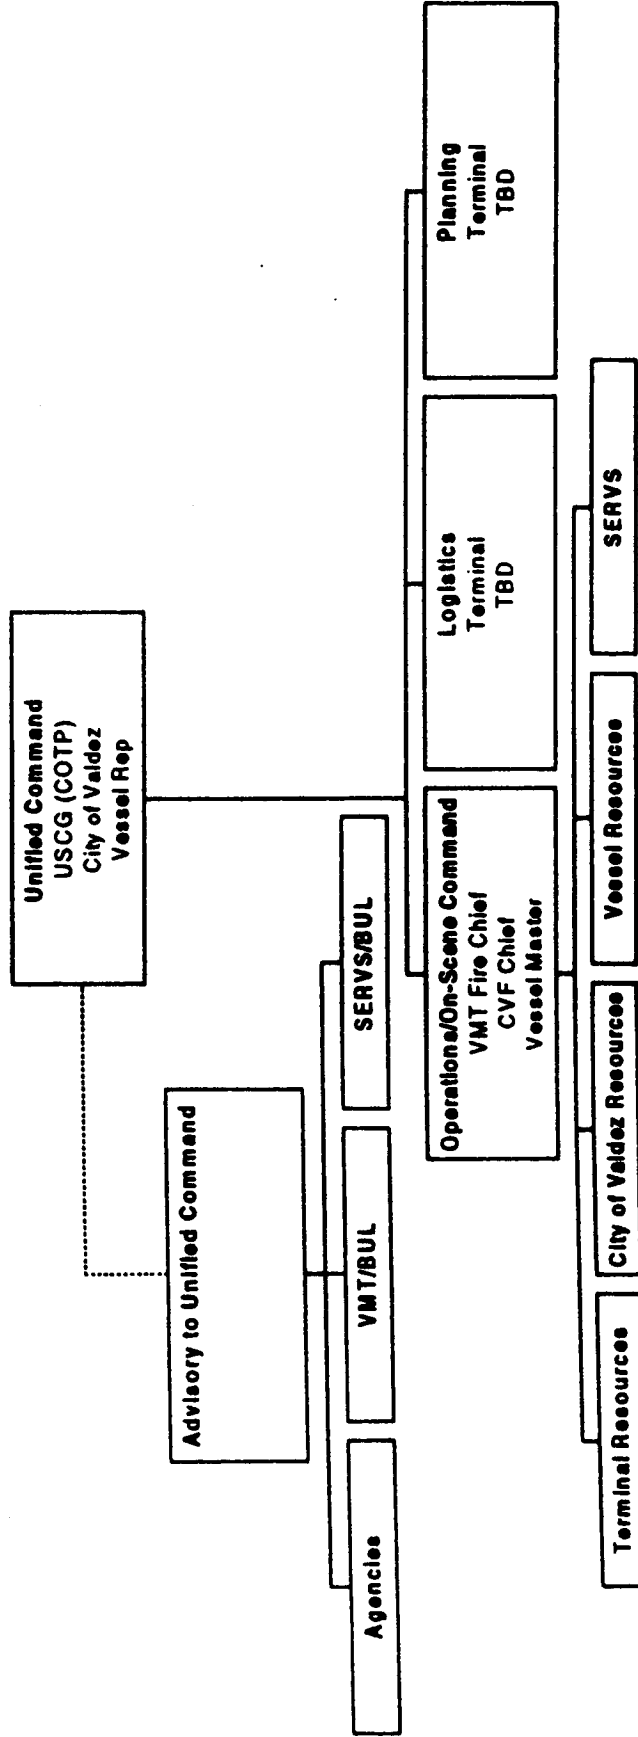 Unified Command
USCG (COTP)
City of Valdez
Vessel Rep
Advisory to Unified Command
Agencies
VMT/BUL
SERVS/BUL
Operations/On-Scene Command
VMT Fire Chief
CVF Chief
Vessel Master
Logistics
Terminal
TBD
Planning
Terminal
TBD
Terminal Resources
City of Valdez Resources
Vessel Resources
SERVS